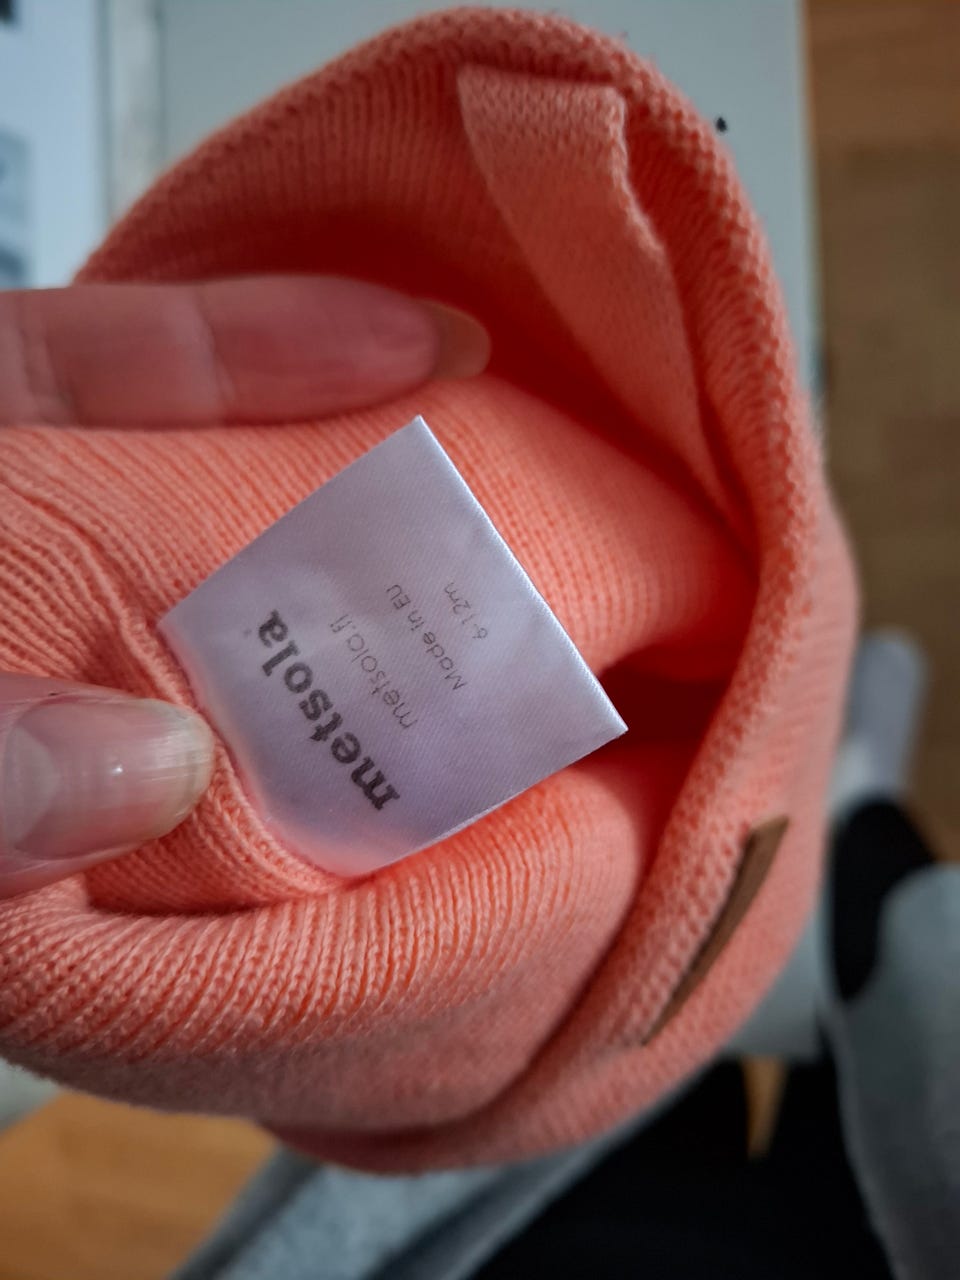 metsola
metsola.fi
Made in EU
6-12m